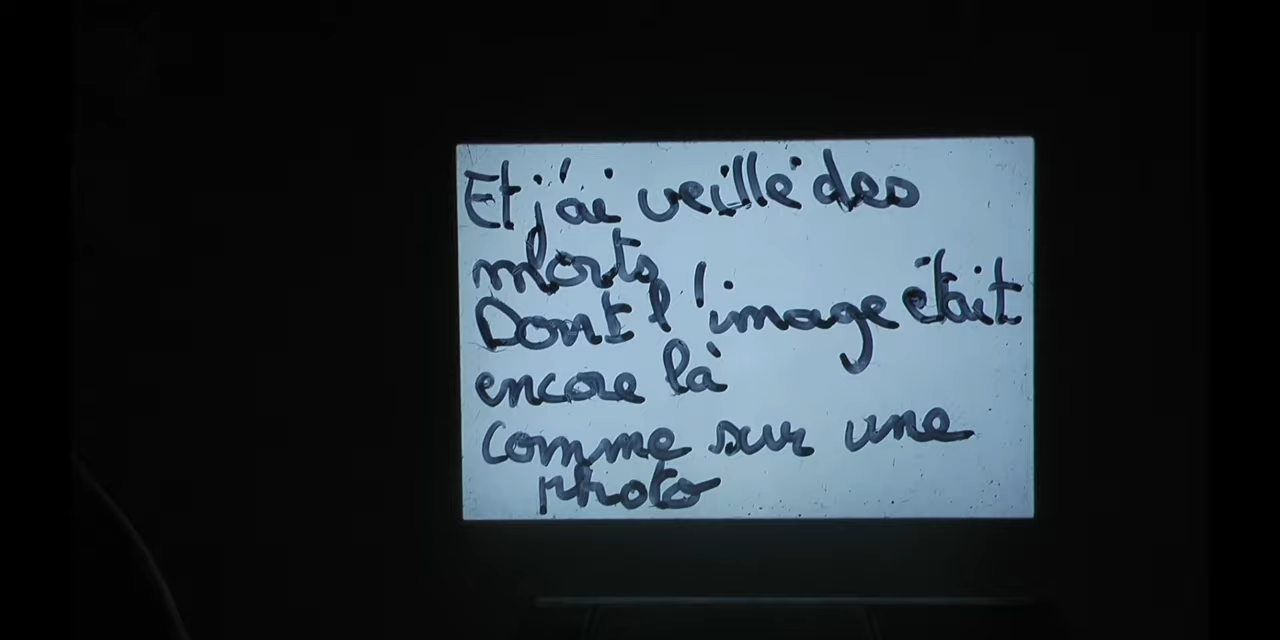 Et j'ai veillé des
morts
Dont l'image était
encore là
comme sur une
photo